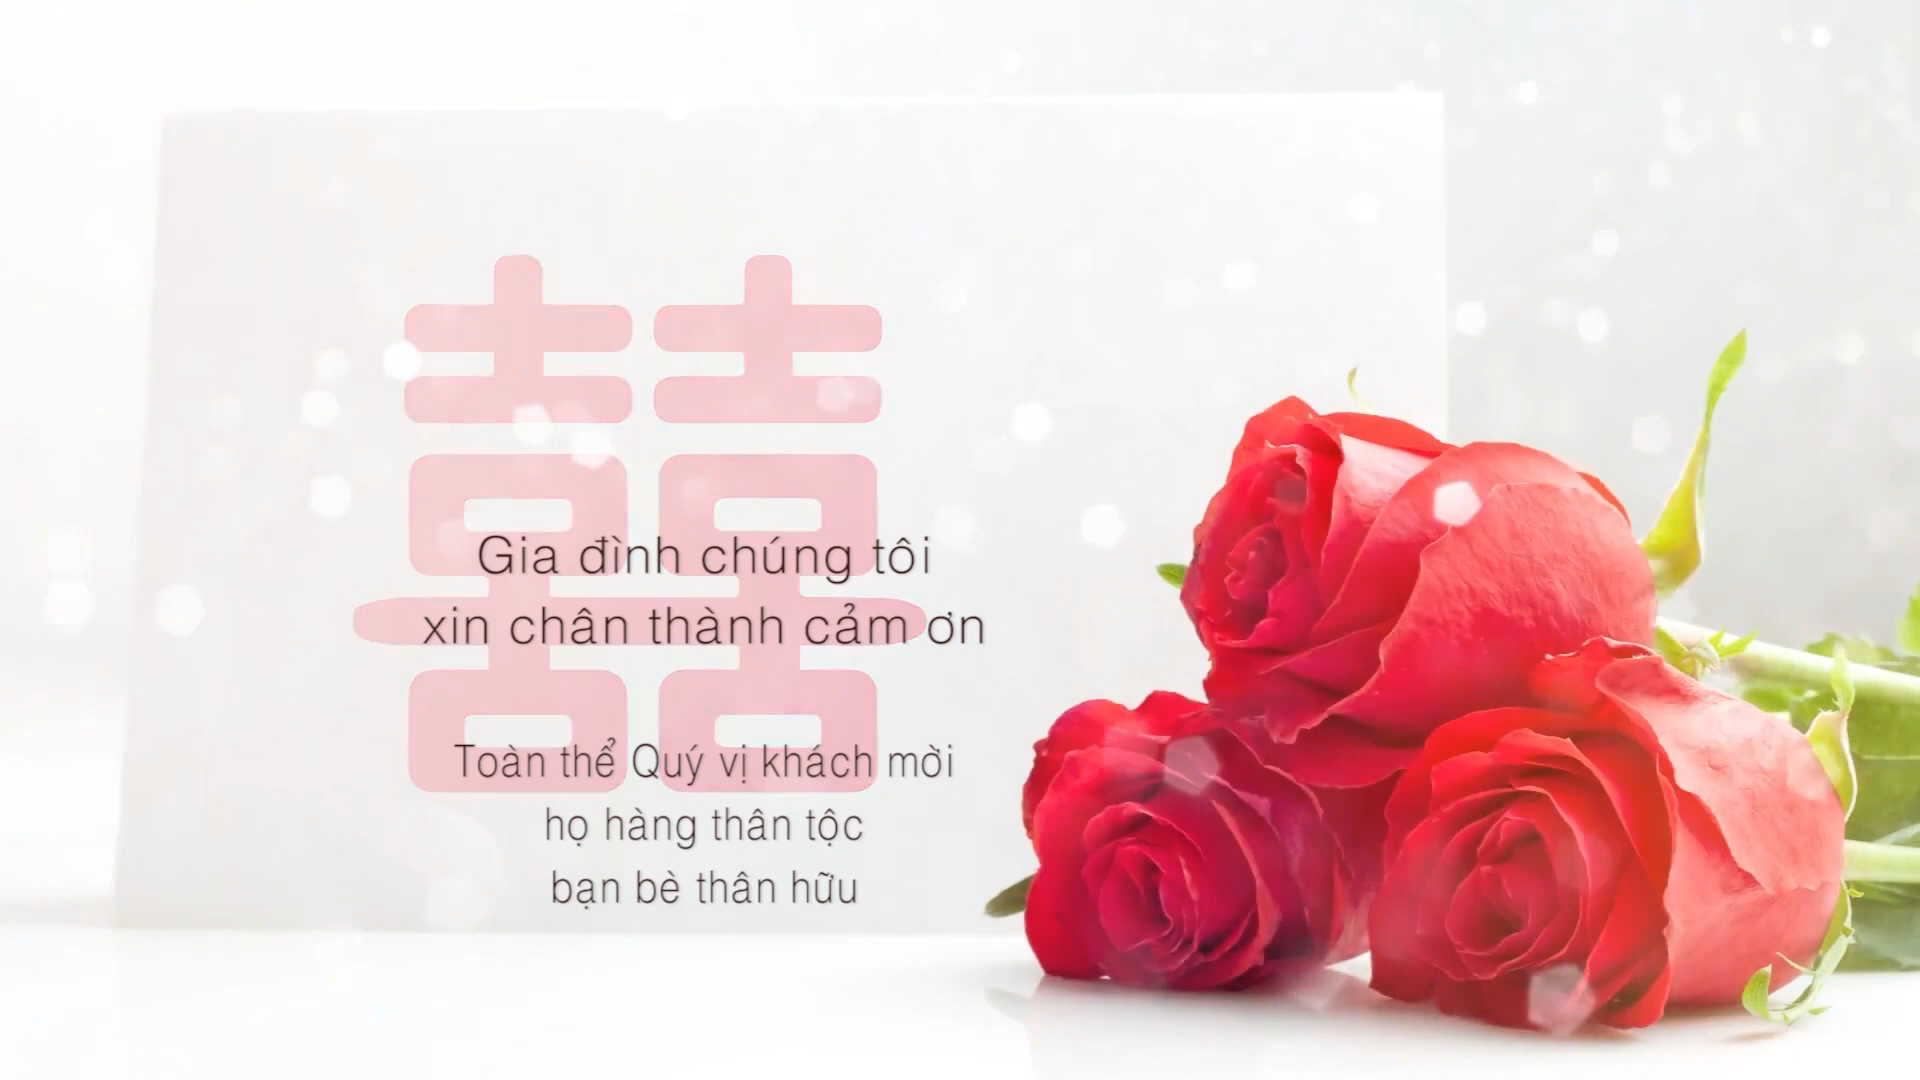 囍
Gia đình chúng tôi
xin chân thành cảm ơn
Toàn thể Quý vị khách mời
họ hàng thân tộc
bạn bè thân hữu